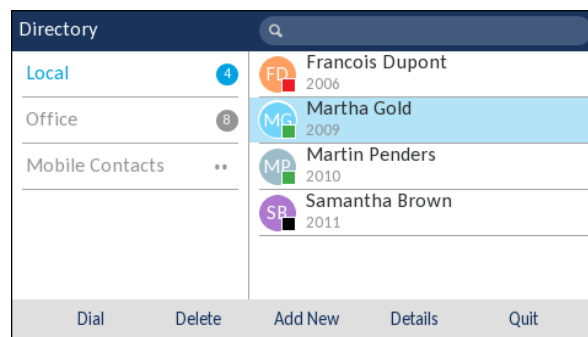 Directory
Local 4
Office 8
Mobile Contacts ••
FD Francois Dupont
2006
MG Martha Gold
2009
MP Martin Penders
2010
SB Samantha Brown
2011
Dial Delete Add New Details Quit